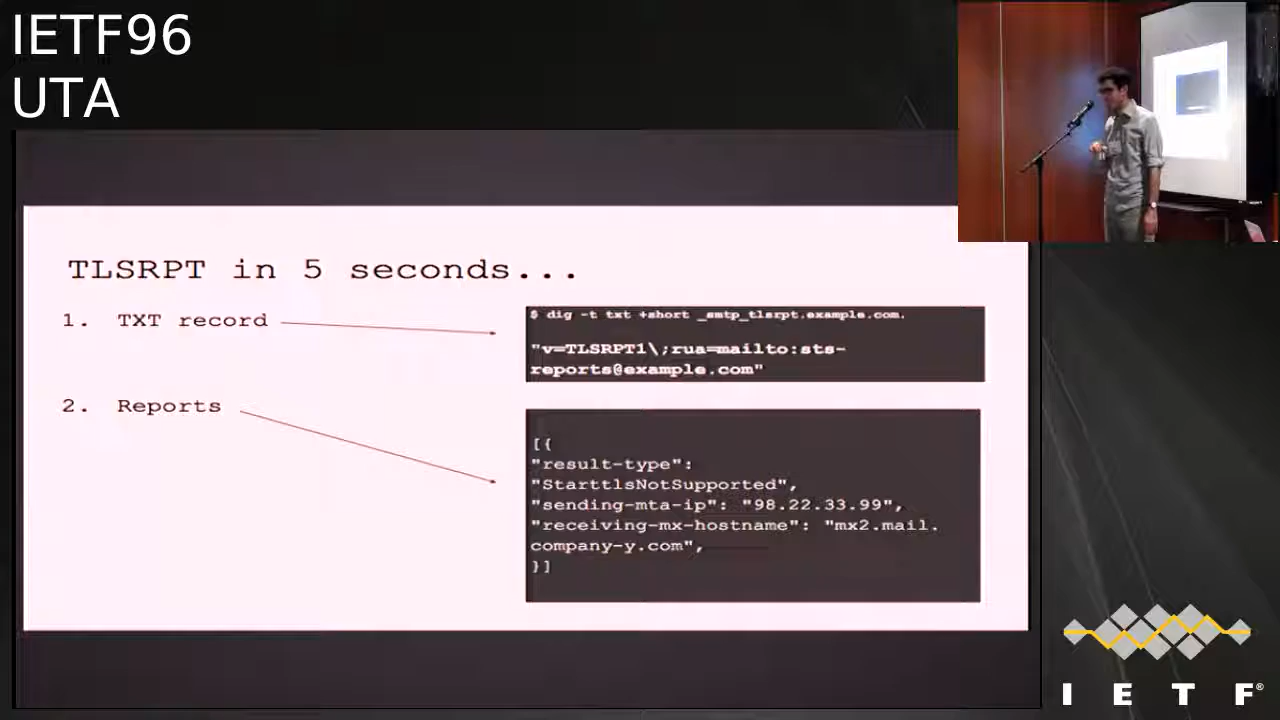 IETF96
UTA
TLSRPT in 5 seconds...
1. TXT record
$ dig -t txt +short _smtp_tlsrpt.example.com.
"v=TLSRPT1\;rua=mailto:sts-
reports@example.com"
2. Reports
[{
"result-type":
"StarttlsNotSupported",
"sending-mta-ip": "98.22.33.99",
"receiving-mx-hostname": "mx2.mail.
company-y.com",
}]
I E T F®